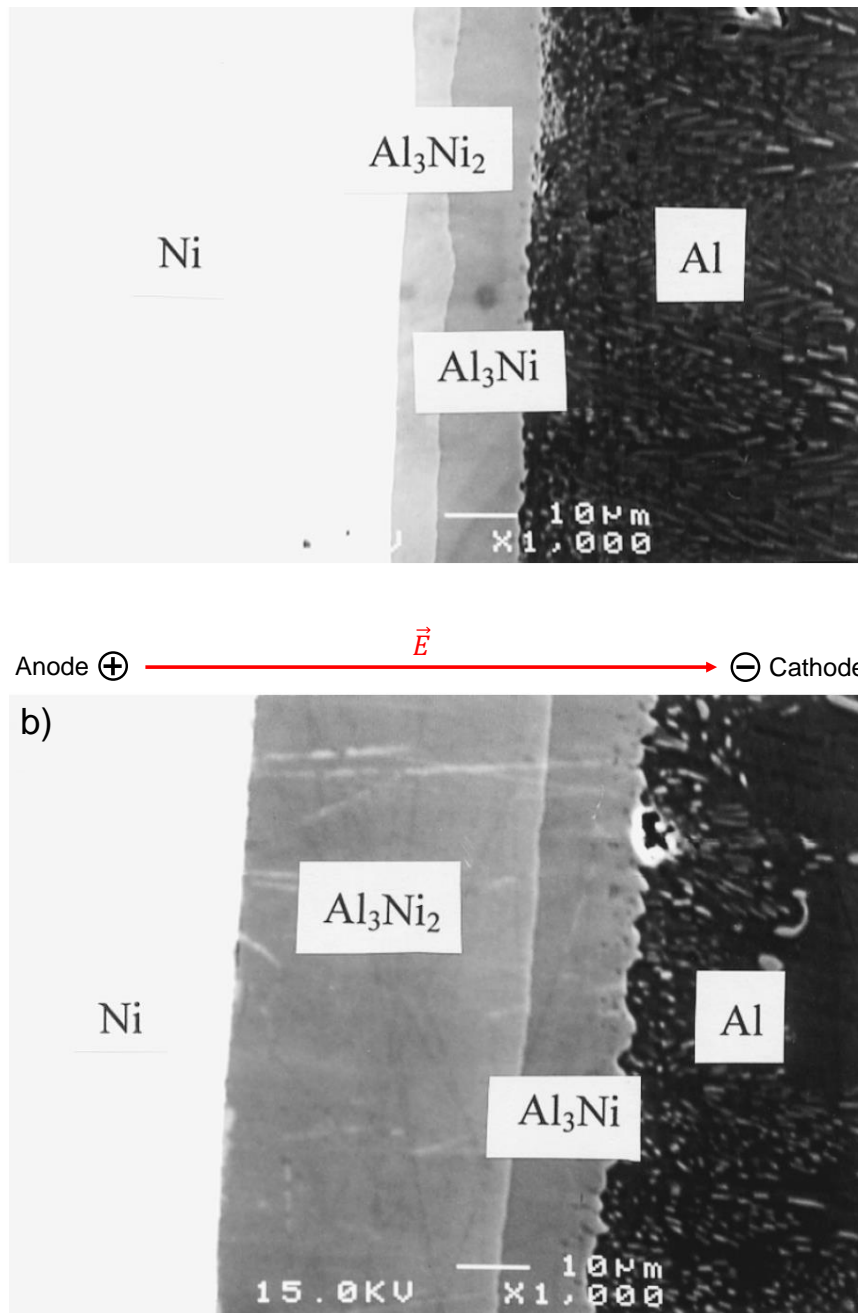 Al₃Ni₂
Ni
Al
Al₃Ni
10µm
X1,000
E⃗
Anode + − Cathode
b)
Al₃Ni₂
Ni
Al
Al₃Ni
10µm
15.0KV X1,000